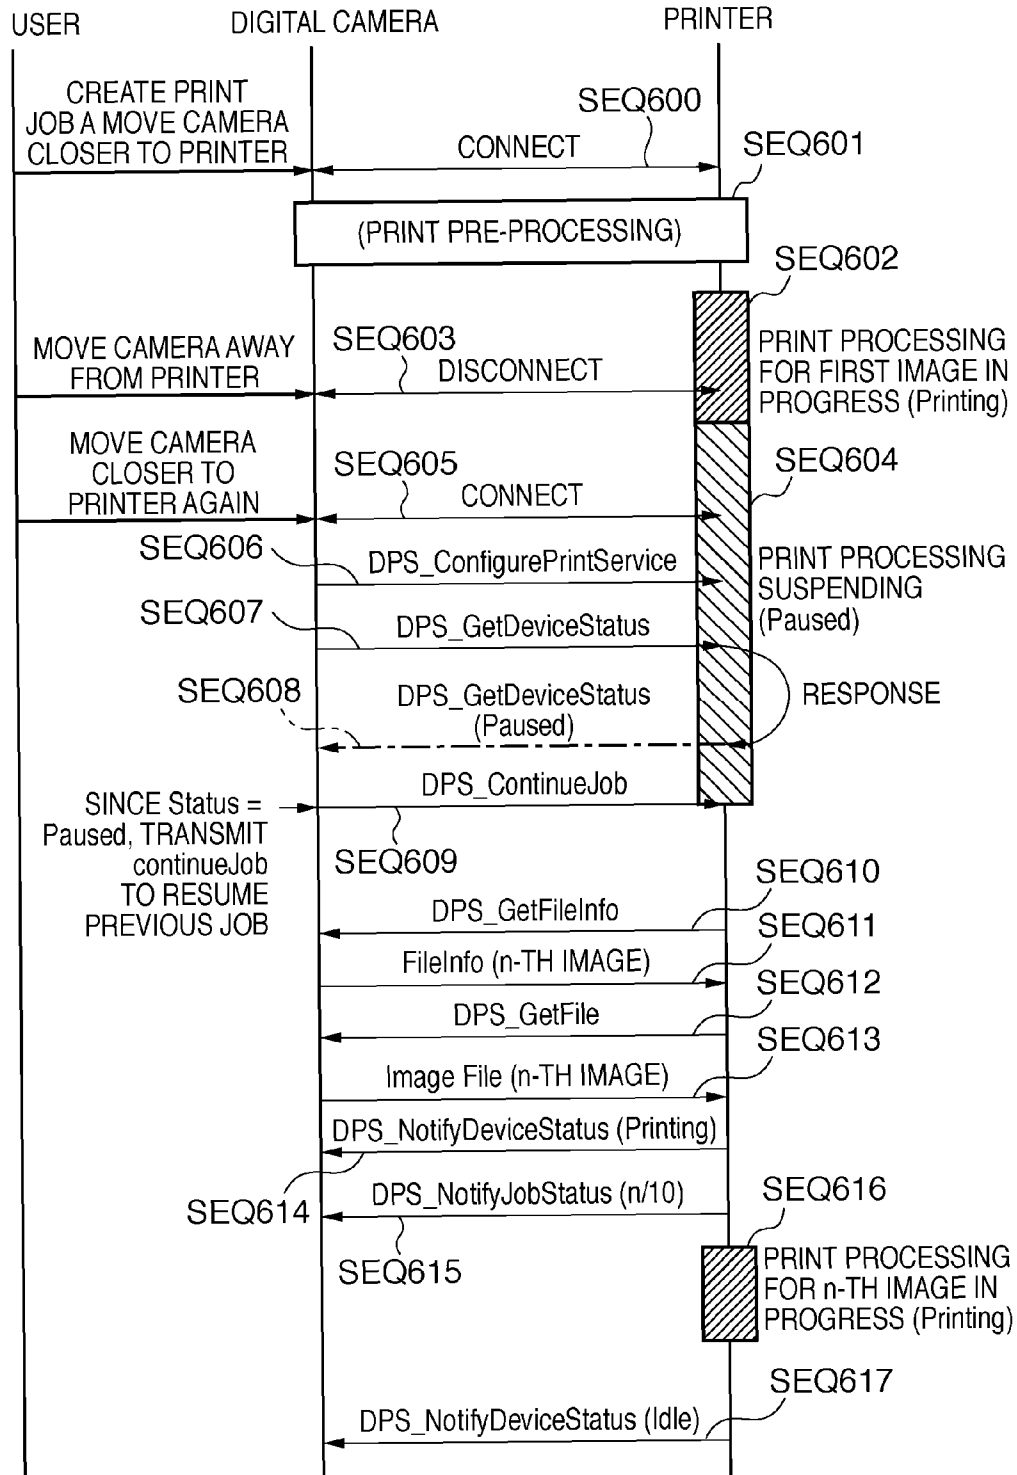 USER
DIGITAL CAMERA
PRINTER
CREATE PRINT
JOB A MOVE CAMERA
CLOSER TO PRINTER
CONNECT
SEQ600
SEQ601
(PRINT PRE-PROCESSING)
SEQ602
PRINT PROCESSING
FOR FIRST IMAGE IN
PROGRESS (Printing)
MOVE CAMERA AWAY
FROM PRINTER
SEQ603
DISCONNECT
MOVE CAMERA
CLOSER TO
PRINTER AGAIN
SEQ605
CONNECT
SEQ604
PRINT PROCESSING
SUSPENDING
(Paused)
SEQ606
DPS_ConfigurePrintService
SEQ607
DPS_GetDeviceStatus
SEQ608
DPS_GetDeviceStatus
(Paused)
RESPONSE
SINCE Status =
Paused, TRANSMIT
continueJob
TO RESUME
PREVIOUS JOB
DPS_ContinueJob
SEQ609
SEQ610
DPS_GetFileInfo
SEQ611
FileInfo (n-TH IMAGE)
SEQ612
DPS_GetFile
SEQ613
Image File (n-TH IMAGE)
DPS_NotifyDeviceStatus (Printing)
SEQ614
DPS_NotifyJobStatus (n/10)
SEQ615
SEQ616
PRINT PROCESSING
FOR n-TH IMAGE IN
PROGRESS (Printing)
SEQ617
DPS_NotifyDeviceStatus (Idle)